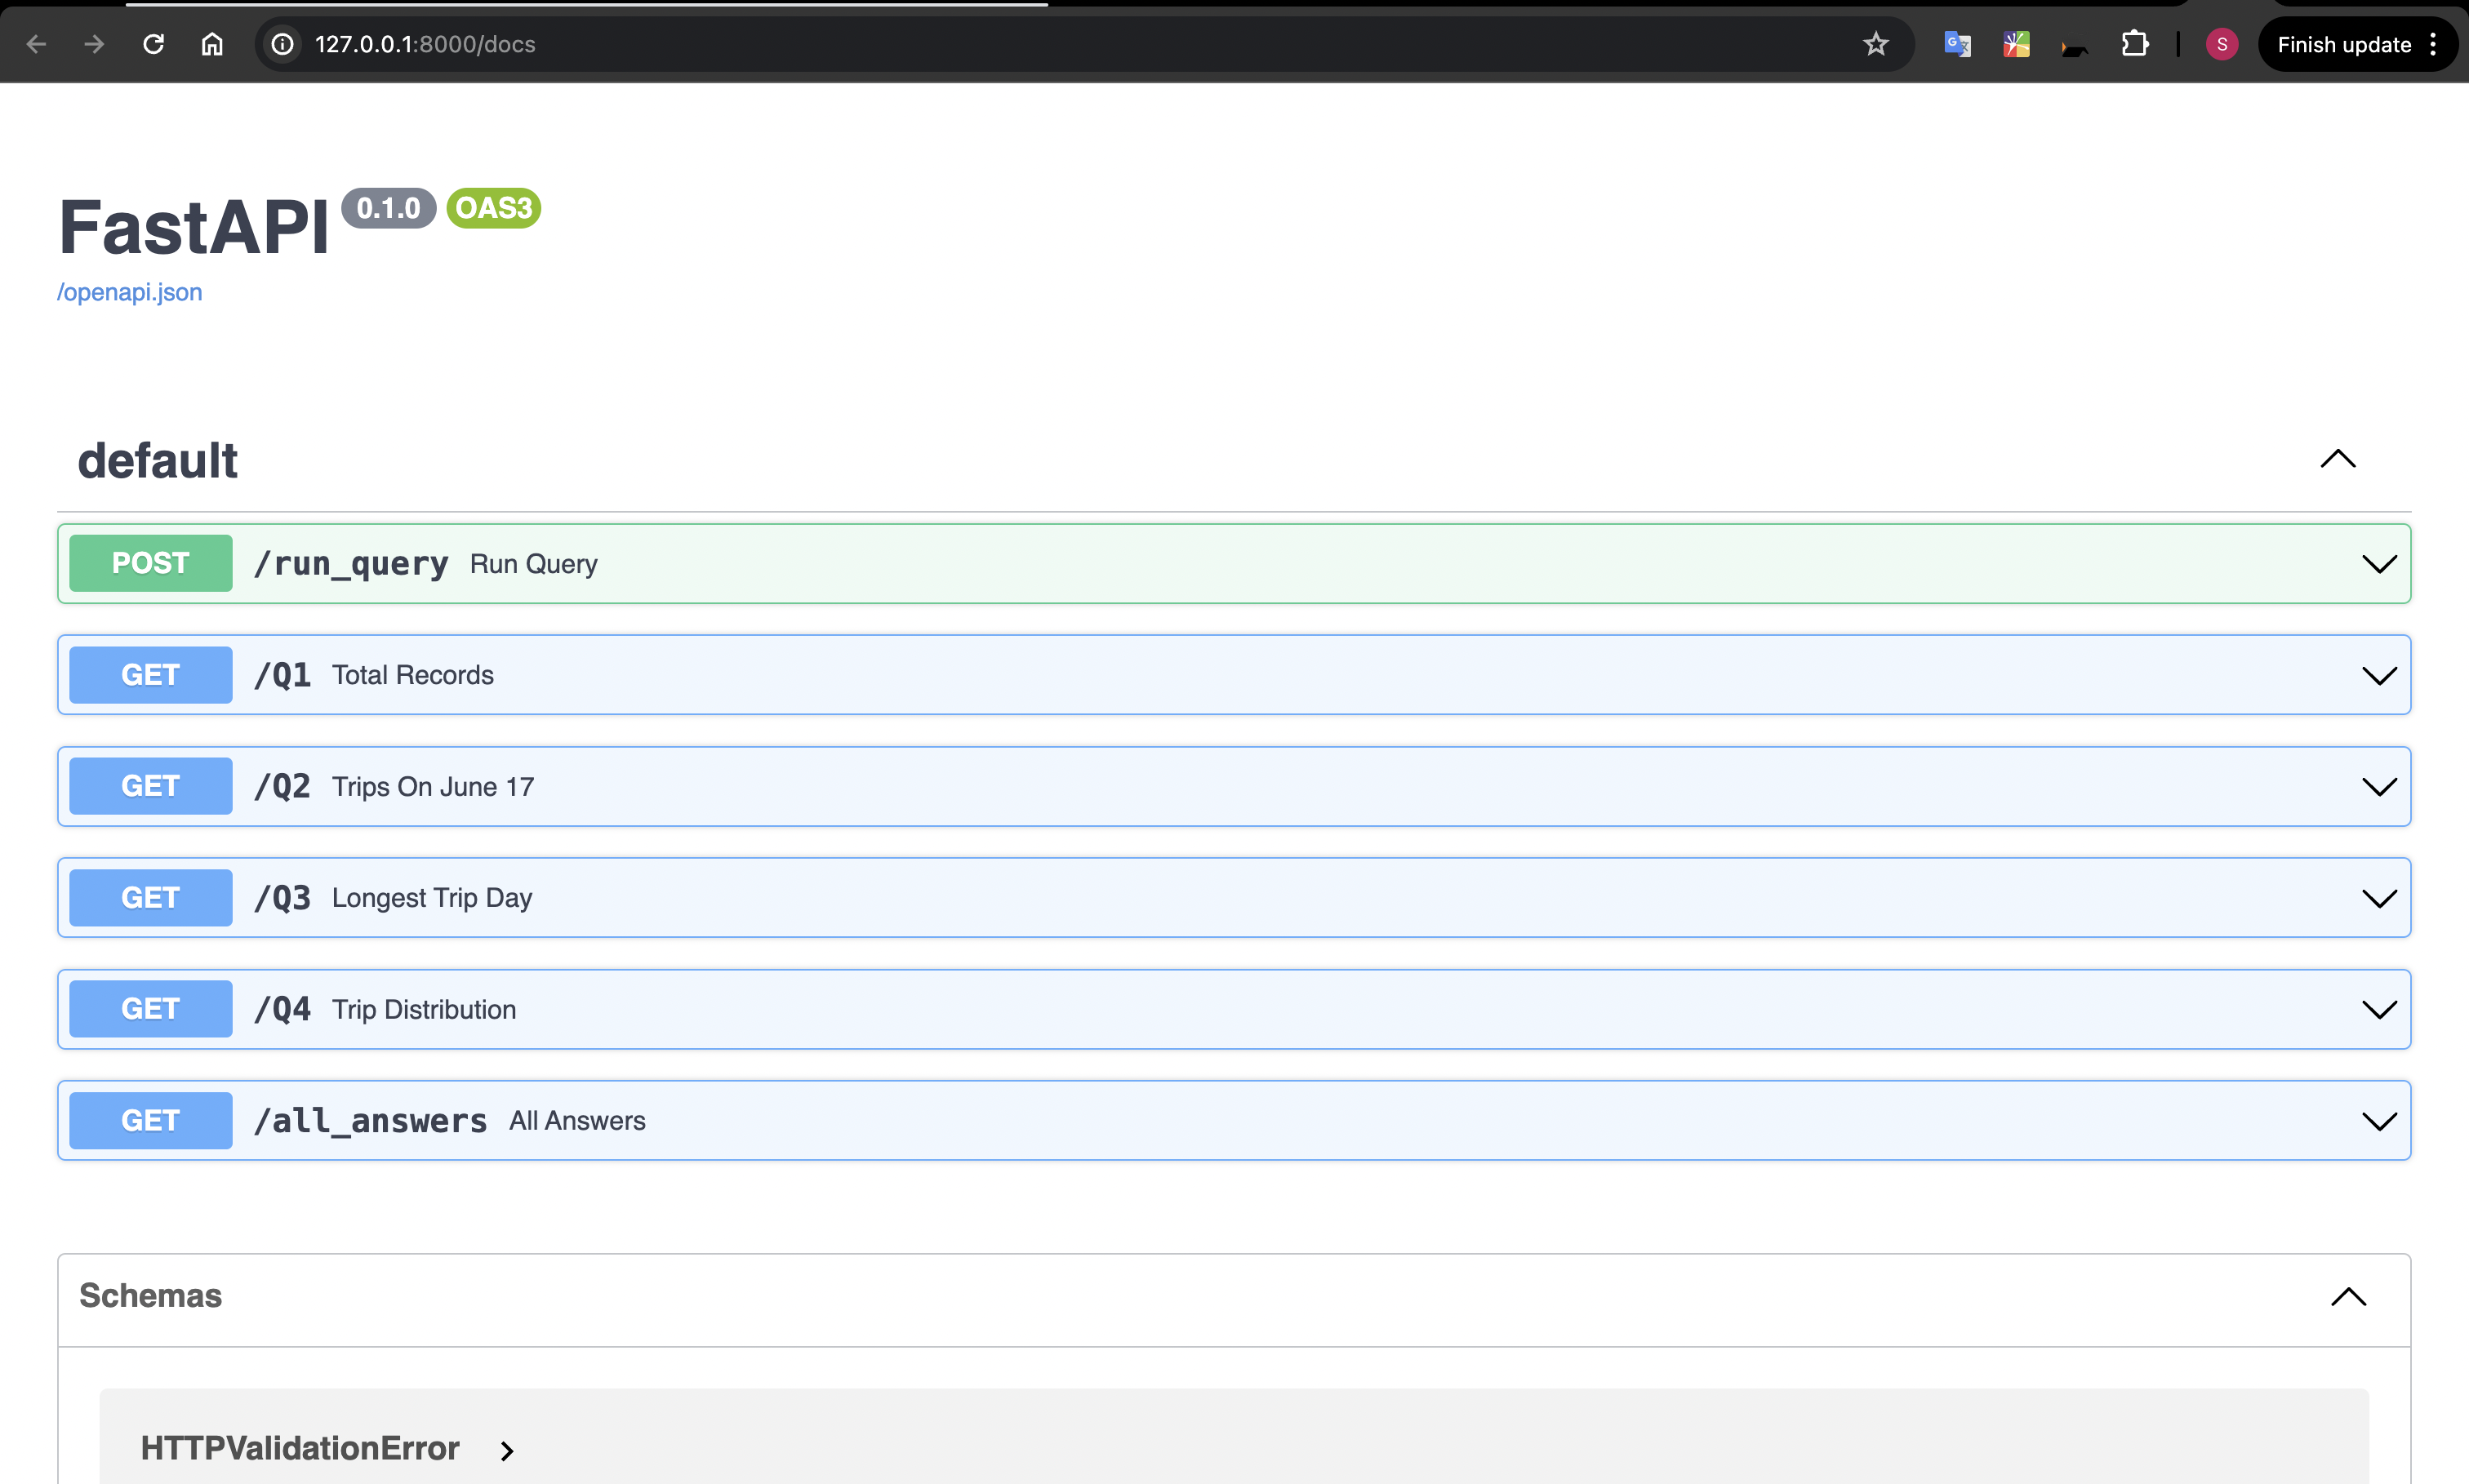 127.0.0.1:8000/docs
S
Finish update
FastAPI 0.1.0 OAS3
/openapi.json
default
POST /run_query Run Query
GET /Q1 Total Records
GET /Q2 Trips On June 17
GET /Q3 Longest Trip Day
GET /Q4 Trip Distribution
GET /all_answers All Answers
Schemas
HTTPValidationError